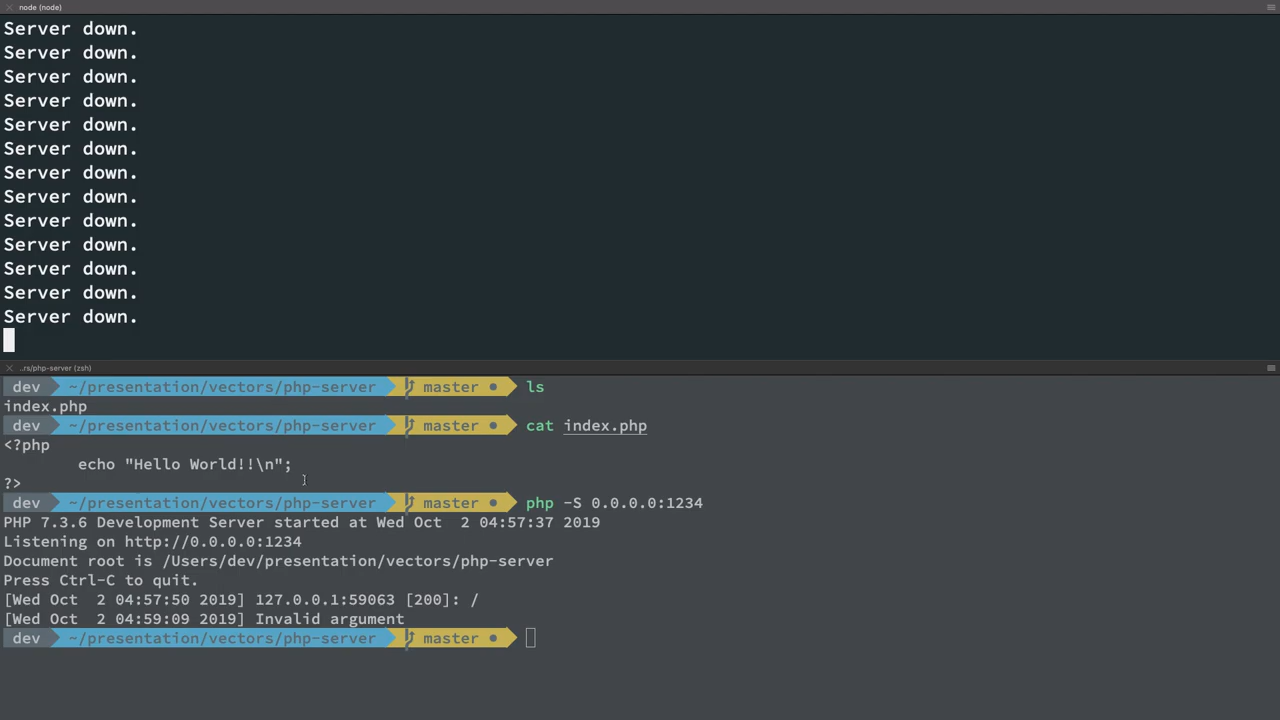 node (node)
Server down.
Server down.
Server down.
Server down.
Server down.
Server down.
Server down.
Server down.
Server down.
Server down.
Server down.
Server down.
Server down.
..rs/php-server (zsh)
dev ~/presentation/vectors/php-server master ● ls
index.php
dev ~/presentation/vectors/php-server master ● cat index.php
<?php
echo "Hello World!!\n";
?>
dev ~/presentation/vectors/php-server master ● php -S 0.0.0.0:1234
PHP 7.3.6 Development Server started at Wed Oct  2 04:57:37 2019
Listening on http://0.0.0.0:1234
Document root is /Users/dev/presentation/vectors/php-server
Press Ctrl-C to quit.
[Wed Oct  2 04:57:50 2019] 127.0.0.1:59063 [200]: /
[Wed Oct  2 04:59:09 2019] Invalid argument
dev ~/presentation/vectors/php-server master ●